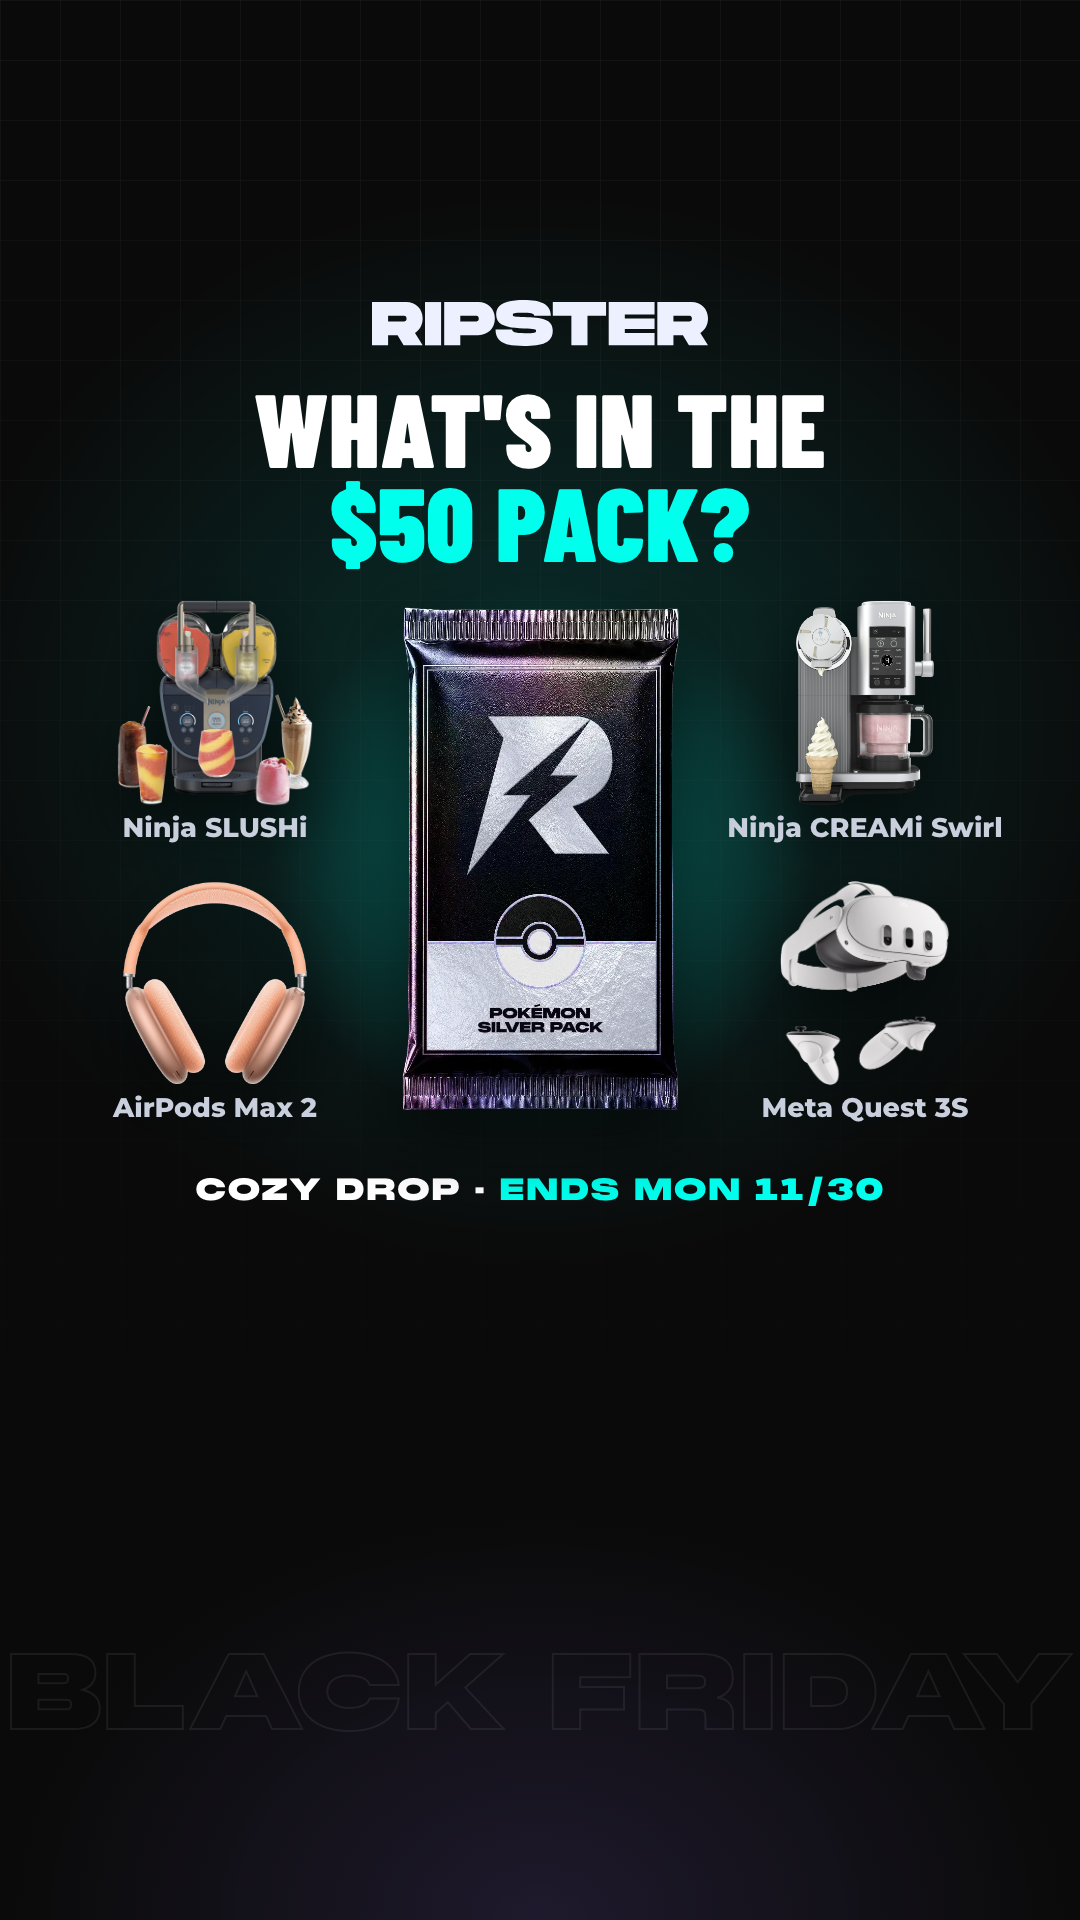 RIPSTER
WHAT'S IN THE
$50 PACK?
NINJA
Ninja SLUSHi
Ninja CREAMi Swirl
POKÉMON
SILVER PACK
AirPods Max 2
Meta Quest 3S
COZY DROP · ENDS MON 11/30
BLACK FRIDAY